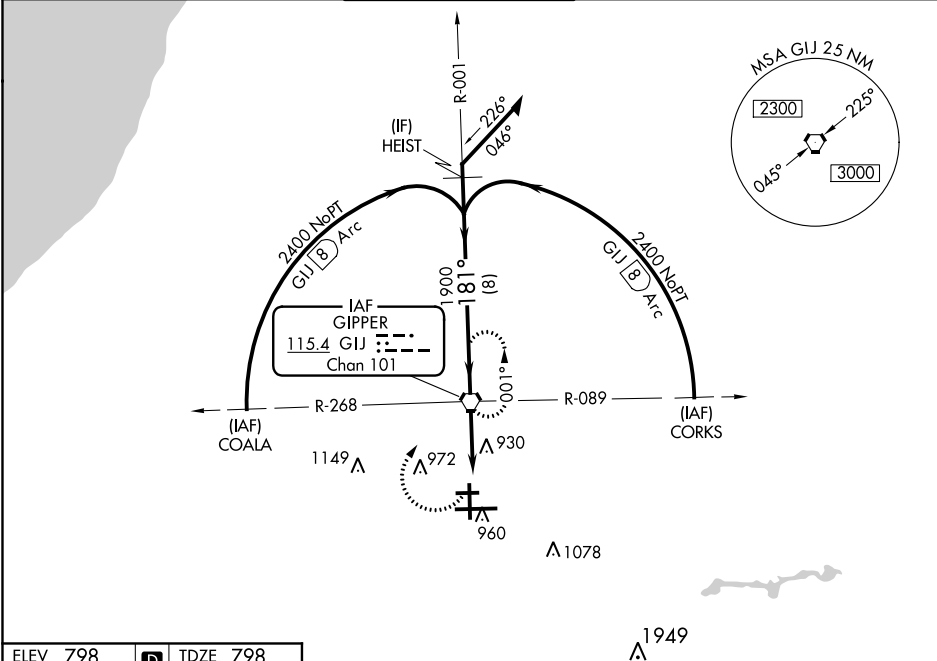 R-001
MSA GIJ 25 NM
2300
225°
045°
3000
(IF)
HEIST
226°
046°
2400 NoPT
GIJ 8 Arc
2400 NoPT
GIJ 8 Arc
1900
181°
(8)
IAF
GIPPER
115.4 GIJ
Chan 101
001°
R-268
R-089
(IAF)
COALA
(IAF)
CORKS
1149
972
930
960
1078
1949
ELEV 798 D TDZE 798